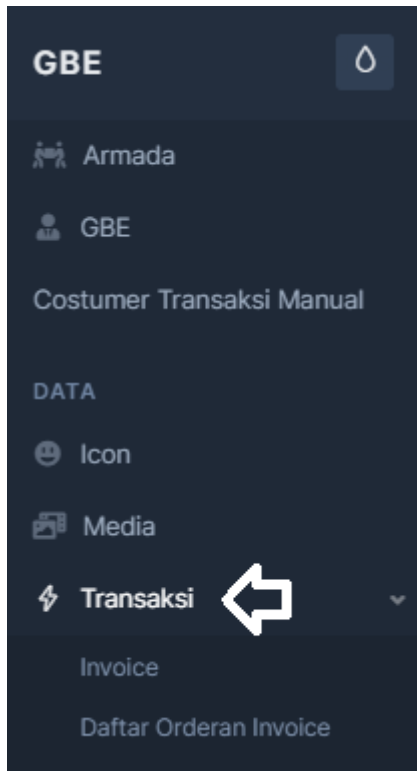 GBE
Armada
GBE
Costumer Transaksi Manual
DATA
Icon
Media
Transaksi
Invoice
Daftar Orderan Invoice